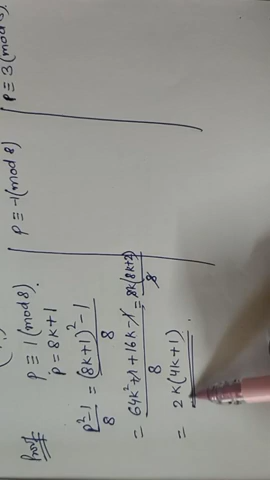 Proof
p ≡ 1 (mod 8).
p = 8k+1
p²-1/8 = (8k+1)² - 1/8
= 64k² + 1 + 16k - 1/8 = 8k(8k+2)/8
= 2k(4k+1).
p ≡ -1 (mod 8)
p ≡ 3 (mod 8)